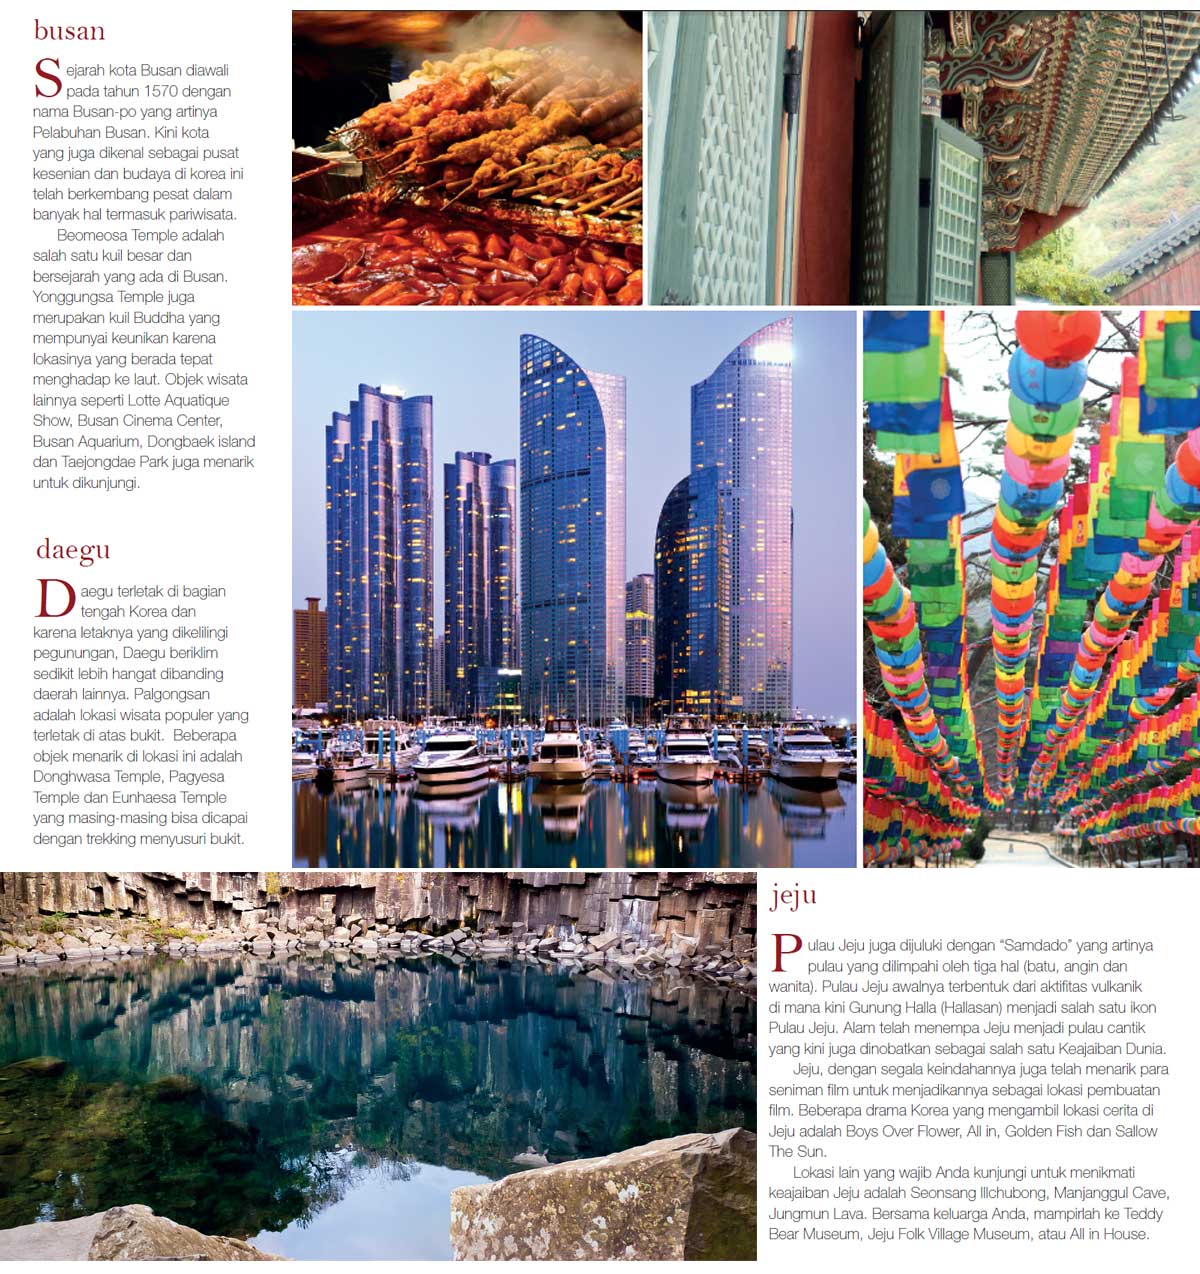 busan
Sejarah kota Busan diawali
pada tahun 1570 dengan
nama Busan-po yang artinya
Pelabuhan Busan. Kini kota
yang juga dikenal sebagai pusat
kesenian dan budaya di korea ini
telah berkembang pesat dalam
banyak hal termasuk pariwisata.
Beomeosa Temple adalah
salah satu kuil besar dan
bersejarah yang ada di Busan.
Yonggungsa Temple juga
merupakan kuil Buddha yang
mempunyai keunikan karena
lokasinya yang berada tepat
menghadap ke laut. Objek wisata
lainnya seperti Lotte Aquatique
Show, Busan Cinema Center,
Busan Aquarium, Dongbaek island
dan Taejongdae Park juga menarik
untuk dikunjungi.
daegu
Daegu terletak di bagian
tengah Korea dan
karena letaknya yang dikelilingi
pegunungan, Daegu beriklim
sedikit lebih hangat dibanding
daerah lainnya. Palgongsan
adalah lokasi wisata populer yang
terletak di atas bukit. Beberapa
objek menarik di lokasi ini adalah
Donghwasa Temple, Pagyesa
Temple dan Eunhaesa Temple
yang masing-masing bisa dicapai
dengan trekking menyusuri bukit.
jeju
Pulau Jeju juga dijuluki dengan “Samdado” yang artinya
pulau yang dilimpahi oleh tiga hal (batu, angin dan
wanita). Pulau Jeju awalnya terbentuk dari aktifitas vulkanik
di mana kini Gunung Halla (Hallasan) menjadi salah satu ikon
Pulau Jeju. Alam telah menempa Jeju menjadi pulau cantik
yang kini juga dinobatkan sebagai salah satu Keajaiban Dunia.
Jeju, dengan segala keindahannya juga telah menarik para
seniman film untuk menjadikannya sebagai lokasi pembuatan
film. Beberapa drama Korea yang mengambil lokasi cerita di
Jeju adalah Boys Over Flower, All in, Golden Fish dan Sallow
The Sun.
Lokasi lain yang wajib Anda kunjungi untuk menikmati
keajaiban Jeju adalah Seonsang Illchubong, Manjanggul Cave,
Jungmun Lava. Bersama keluarga Anda, mampirlah ke Teddy
Bear Museum, Jeju Folk Village Museum, atau All in House.